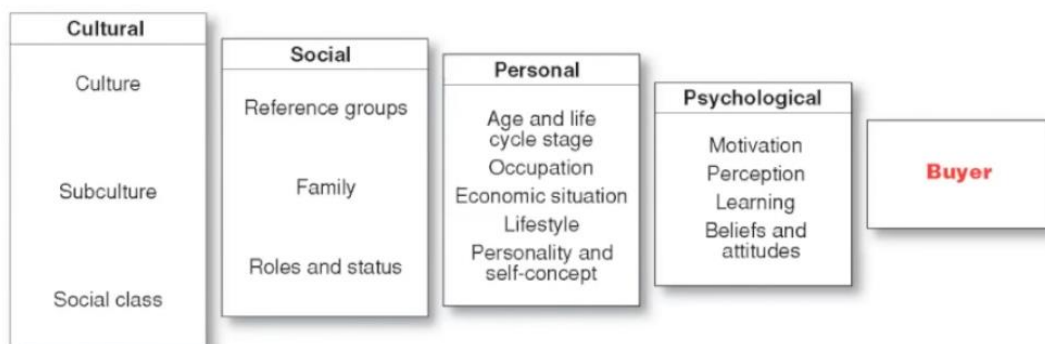 Cultural
Culture
Subculture
Social class
Social
Reference groups
Family
Roles and status
Personal
Age and life
cycle stage
Occupation
Economic situation
Lifestyle
Personality and
self-concept
Psychological
Motivation
Perception
Learning
Beliefs and
attitudes
Buyer